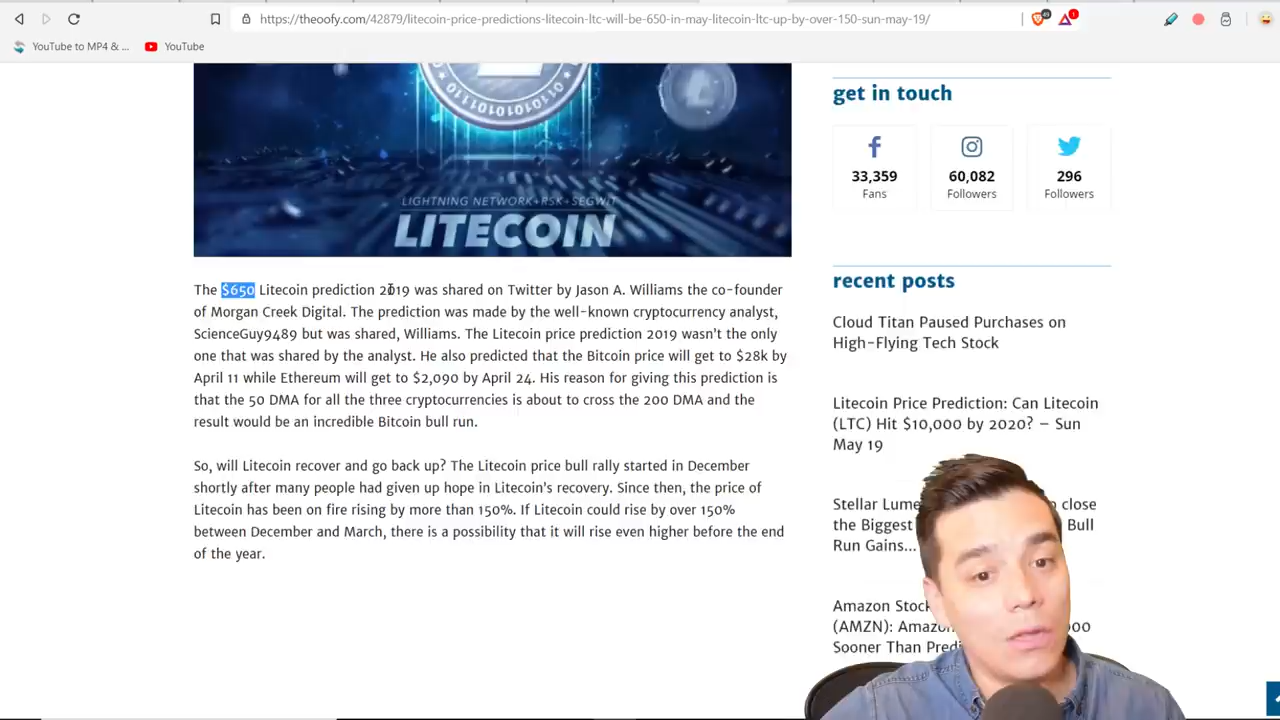 https://theoofy.com/42879/litecoin-price-predictions-litecoin-ltc-will-be-650-in-may-litecoin-ltc-up-by-over-150-sun-may-19/
YouTube to MP4 & ...
YouTube
LIGHTNING NETWORK+RSK+SEGWIT
LITECOIN
The $650 Litecoin prediction 2019 was shared on Twitter by Jason A. Williams the co-founder
of Morgan Creek Digital. The prediction was made by the well-known cryptocurrency analyst,
ScienceGuy9489 but was shared, Williams. The Litecoin price prediction 2019 wasn't the only
one that was shared by the analyst. He also predicted that the Bitcoin price will get to $28k by
April 11 while Ethereum will get to $2,090 by April 24. His reason for giving this prediction is
that the 50 DMA for all the three cryptocurrencies is about to cross the 200 DMA and the
result would be an incredible Bitcoin bull run.
So, will Litecoin recover and go back up? The Litecoin price bull rally started in December
shortly after many people had given up hope in Litecoin's recovery. Since then, the price of
Litecoin has been on fire rising by more than 150%. If Litecoin could rise by over 150%
between December and March, there is a possibility that it will rise even higher before the end
of the year.
get in touch
33,359
Fans
60,082
Followers
296
Followers
recent posts
Cloud Titan Paused Purchases on
High-Flying Tech Stock
Litecoin Price Prediction: Can Litecoin
(LTC) Hit $10,000 by 2020? – Sun
May 19
Stellar close
the Biggest Bull
Run Gains...
Amazon Stock
(AMZN):
Sooner Than